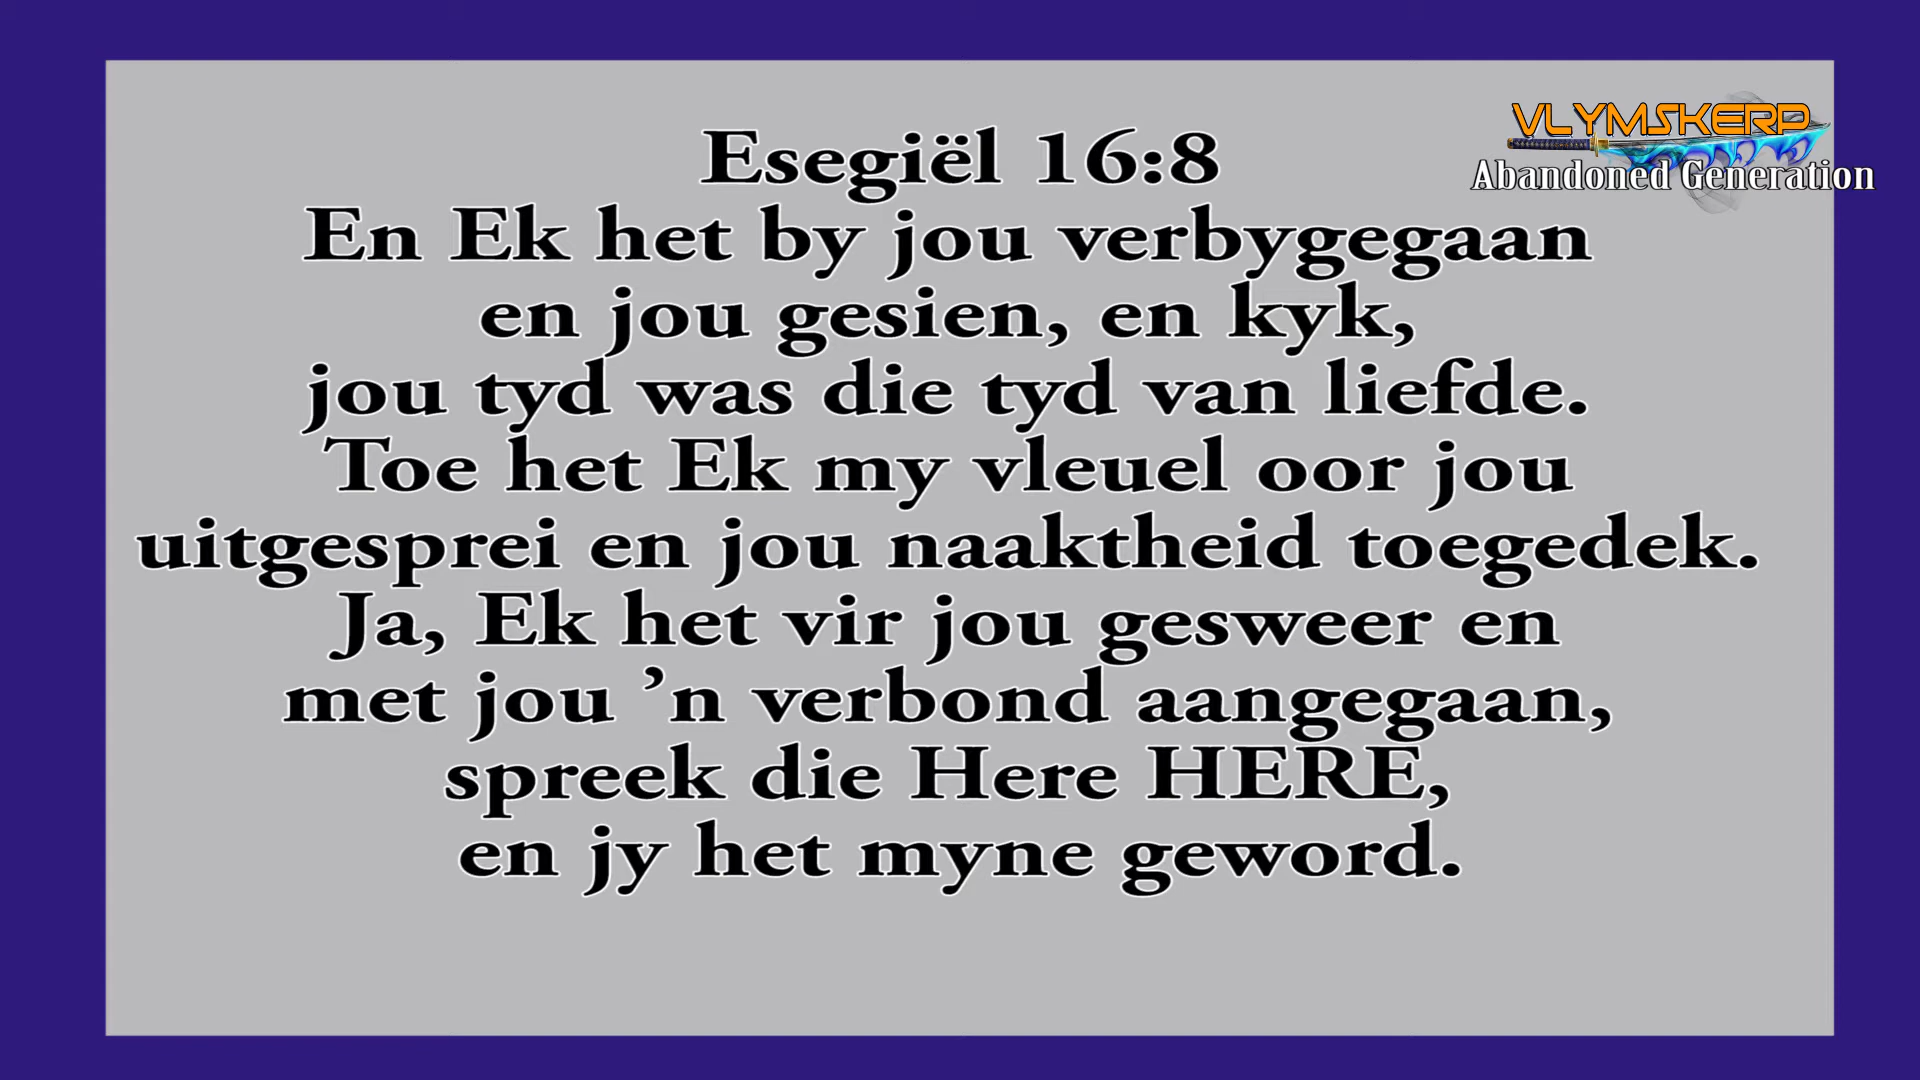 VLYMSKERP
Abandoned Generation
Esegiël 16:8
En Ek het by jou verbygegaan
en jou gesien, en kyk,
jou tyd was die tyd van liefde.
Toe het Ek my vleuel oor jou
uitgesprei en jou naaktheid toegedek.
Ja, Ek het vir jou gesweer en
met jou ’n verbond aangegaan,
spreek die Here HERE,
en jy het myne geword.